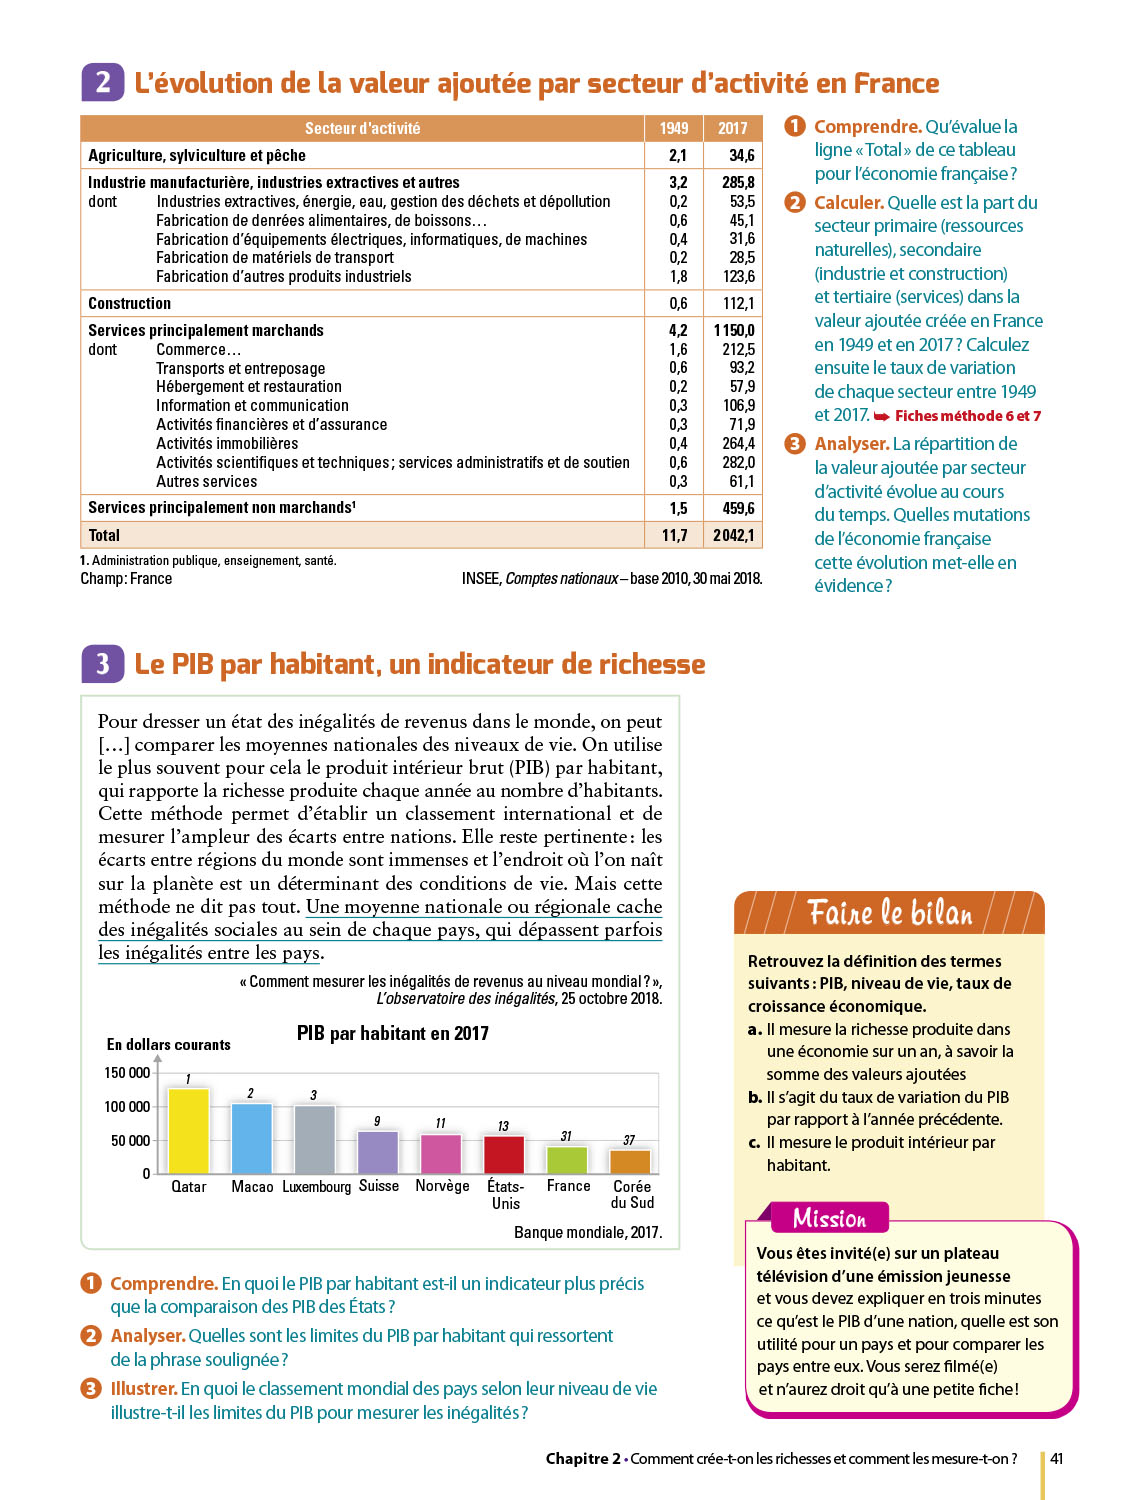 2 L'évolution de la valeur ajoutée par secteur d'activité en France
Secteur d'activité 1949 2017
Agriculture, sylviculture et pêche 2,1 34,6
Industrie manufacturière, industries extractives et autres 3,2 285,8
dont Industries extractives, énergie, eau, gestion des déchets et dépollution 0,2 53,5
Fabrication de denrées alimentaires, de boissons... 0,6 45,1
Fabrication d'équipements électriques, informatiques, de machines 0,4 31,6
Fabrication de matériels de transport 0,2 28,5
Fabrication d'autres produits industriels 1,8 123,6
Construction 0,6 112,1
Services principalement marchands 4,2 1 150,0
dont Commerce... 1,6 212,5
Transports et entreposage 0,6 93,2
Hébergement et restauration 0,2 57,9
Information et communication 0,3 106,9
Activités financières et d'assurance 0,3 71,9
Activités immobilières 0,4 264,4
Activités scientifiques et techniques ; services administratifs et de soutien 0,6 282,0
Autres services 0,3 61,1
Services principalement non marchands¹ 1,5 459,6
Total 11,7 2 042,1
1. Administration publique, enseignement, santé.
Champ : France
INSEE, Comptes nationaux – base 2010, 30 mai 2018.
1 Comprendre. Qu'évalue la
ligne « Total » de ce tableau
pour l'économie française ?
2 Calculer. Quelle est la part du
secteur primaire (ressources
naturelles), secondaire
(industrie et construction)
et tertiaire (services) dans la
valeur ajoutée créée en France
en 1949 et en 2017 ? Calculez
ensuite le taux de variation
de chaque secteur entre 1949
et 2017. ➥ Fiches méthode 6 et 7
3 Analyser. La répartition de
la valeur ajoutée par secteur
d'activité évolue au cours
du temps. Quelles mutations
de l'économie française
cette évolution met-elle en
évidence ?
3 Le PIB par habitant, un indicateur de richesse
Pour dresser un état des inégalités de revenus dans le monde, on peut
[...] comparer les moyennes nationales des niveaux de vie. On utilise
le plus souvent pour cela le produit intérieur brut (PIB) par habitant,
qui rapporte la richesse produite chaque année au nombre d'habitants.
Cette méthode permet d'établir un classement international et de
mesurer l'ampleur des écarts entre nations. Elle reste pertinente : les
écarts entre régions du monde sont immenses et l'endroit où l'on naît
sur la planète est un déterminant des conditions de vie. Mais cette
méthode ne dit pas tout. Une moyenne nationale ou régionale cache
des inégalités sociales au sein de chaque pays, qui dépassent parfois
les inégalités entre les pays.
« Comment mesurer les inégalités de revenus au niveau mondial ? »,
L'observatoire des inégalités, 25 octobre 2018.
PIB par habitant en 2017
En dollars courants
150 000
100 000
50 000
0
1 2 3 9 11 13 31 37
Qatar Macao Luxembourg Suisse Norvège États- France Corée
Unis du Sud
Banque mondiale, 2017.
1 Comprendre. En quoi le PIB par habitant est-il un indicateur plus précis
que la comparaison des PIB des États ?
2 Analyser. Quelles sont les limites du PIB par habitant qui ressortent
de la phrase soulignée ?
3 Illustrer. En quoi le classement mondial des pays selon leur niveau de vie
illustre-t-il les limites du PIB pour mesurer les inégalités ?
Faire le bilan
Retrouvez la définition des termes
suivants : PIB, niveau de vie, taux de
croissance économique.
a. Il mesure la richesse produite dans
une économie sur un an, à savoir la
somme des valeurs ajoutées
b. Il s'agit du taux de variation du PIB
par rapport à l'année précédente.
c. Il mesure le produit intérieur par
habitant.
Mission
Vous êtes invité(e) sur un plateau
télévision d'une émission jeunesse
et vous devez expliquer en trois minutes
ce qu'est le PIB d'une nation, quelle est son
utilité pour un pays et pour comparer les
pays entre eux. Vous serez filmé(e)
et n'aurez droit qu'à une petite fiche !
Chapitre 2 • Comment crée-t-on les richesses et comment les mesure-t-on ? 41